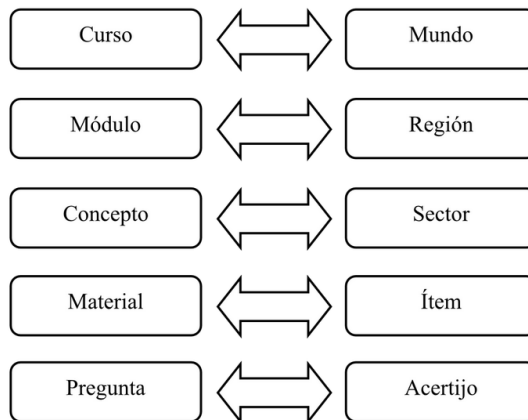 Curso Mundo
Módulo Región
Concepto Sector
Material Ítem
Pregunta Acertijo